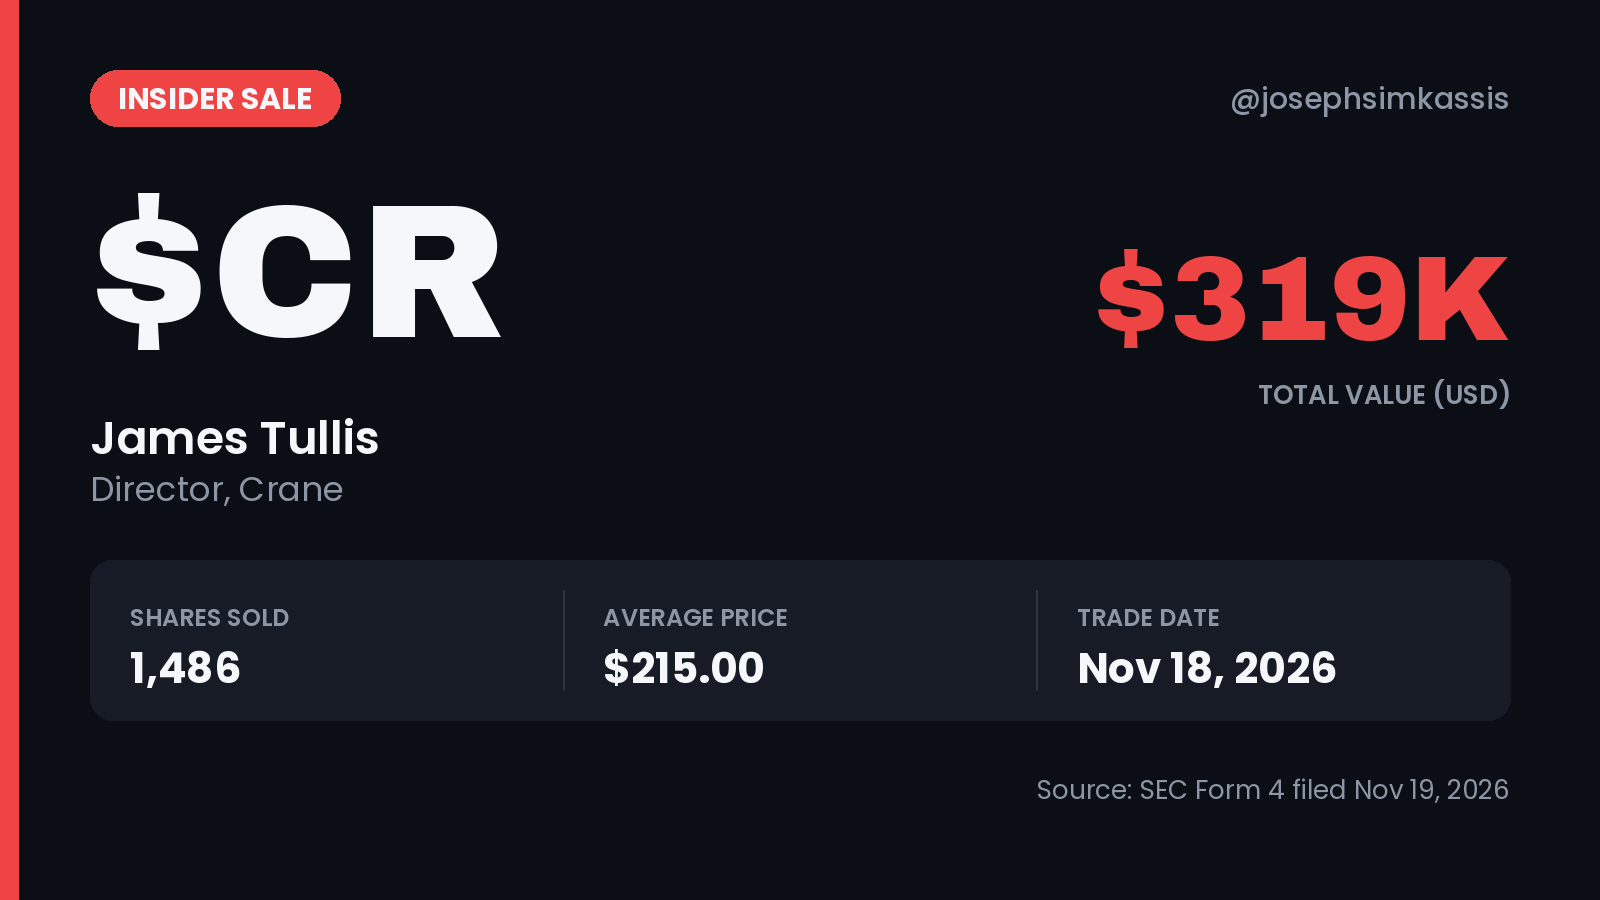 INSIDER SALE
@josephsimkassis
$CR
$319K
TOTAL VALUE (USD)
James Tullis
Director, Crane
SHARES SOLD
1,486
AVERAGE PRICE
$215.00
TRADE DATE
Nov 18, 2026
Source: SEC Form 4 filed Nov 19, 2026